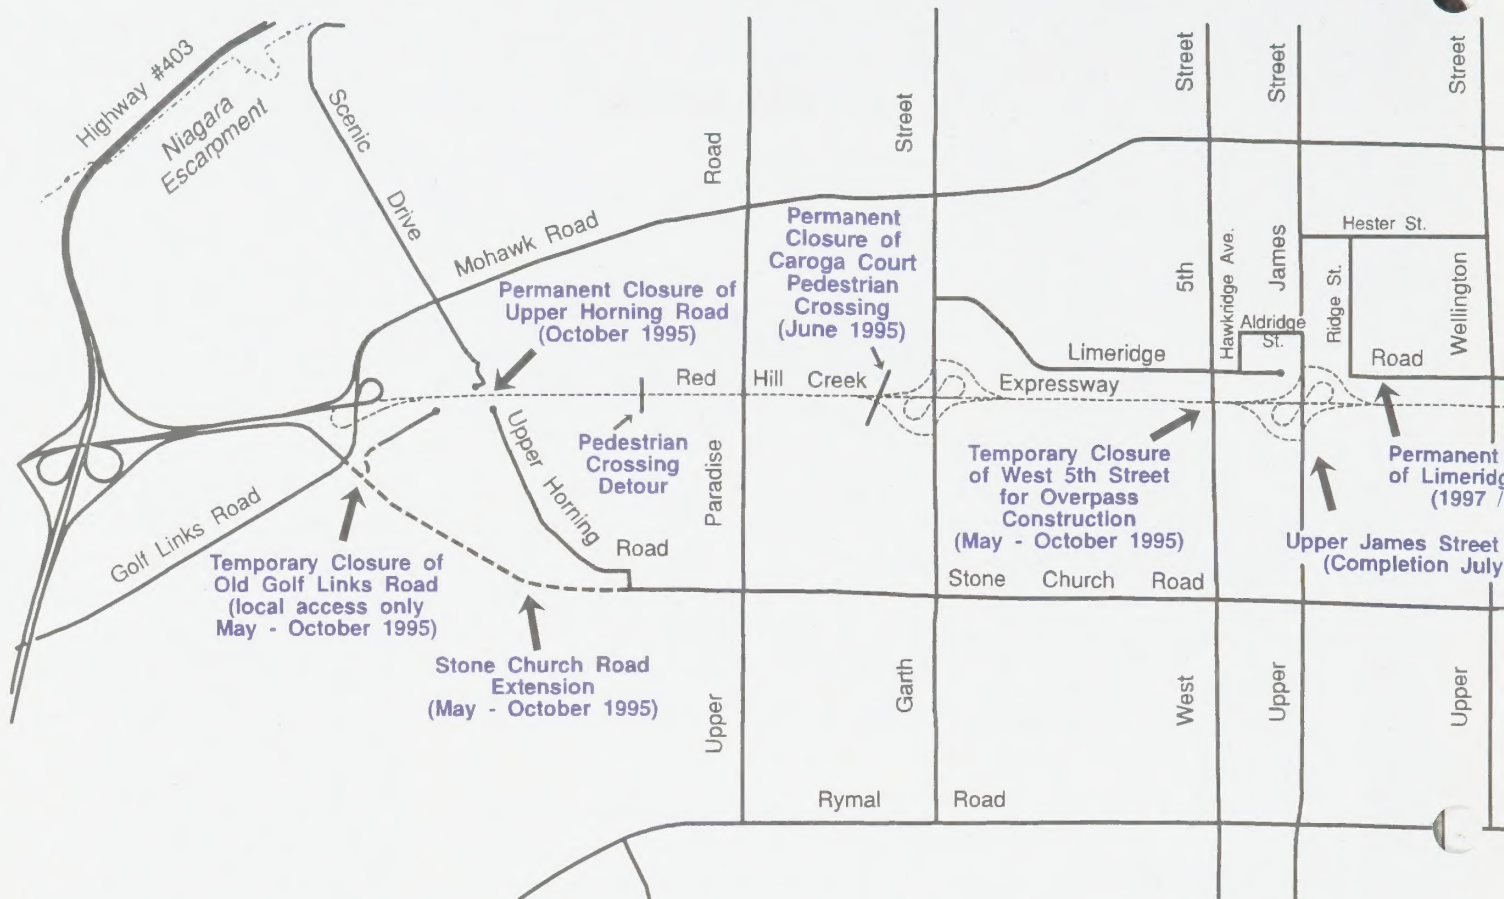 Highway #403
Niagara
Escarpment
Scenic
Drive
Mohawk Road
Road
Street
Street
Street
Street
Permanent
Closure of
Caroga Court
Pedestrian
Crossing
(June 1995)
Permanent Closure of
Upper Horning Road
(October 1995)
5th
Hawkridge Ave.
James
Hester St.
Ridge St.
Wellington
Aldridge
St.
Limeridge
Road
Red Hill Creek Expressway
Pedestrian
Crossing
Detour
Paradise
Upper Horning
Road
Golf Links Road
Temporary Closure of
Old Golf Links Road
(local access only
May - October 1995)
Stone Church Road
Extension
(May - October 1995)
Temporary Closure
of West 5th Street
for Overpass
Construction
(May - October 1995)
Permanent
of Limeridg
(1997 /
Upper James Street
(Completion July
Stone Church Road
Upper
Garth
West
Upper
Upper
Rymal Road